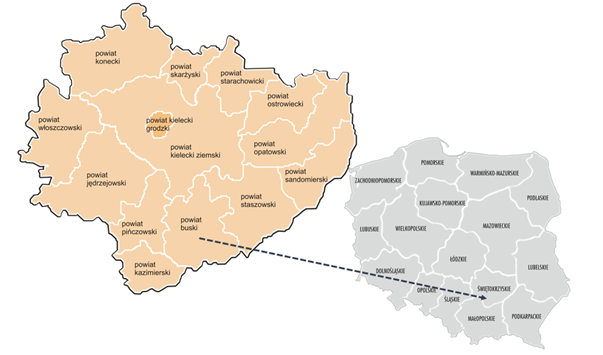 powiat
konecki
powiat
skarżyski
powiat
starachowicki
powiat
ostrowiecki
powiat
włoszczowski
powiat kielecki
grodzki
powiat
kielecki ziemski
powiat
opatowski
powiat
sandomierski
powiat
jędrzejowski
powiat
staszowski
powiat
pińczowski
powiat
buski
powiat
kazimierski
POMORSKIE
WARMIŃSKO-MAZURSKIE
ZACHODNIOPOMORSKIE
PODLASKIE
KUJAWSKO-POMORSKIE
MAZOWIECKIE
LUBUSKIE
WIELKOPOLSKIE
ŁÓDZKIE
LUBELSKIE
DOLNOŚLĄSKIE
OPOLSKIE
ŚWIĘTOKRZYSKIE
ŚLĄSKIE
MAŁOPOLSKIE
PODKARPACKIE